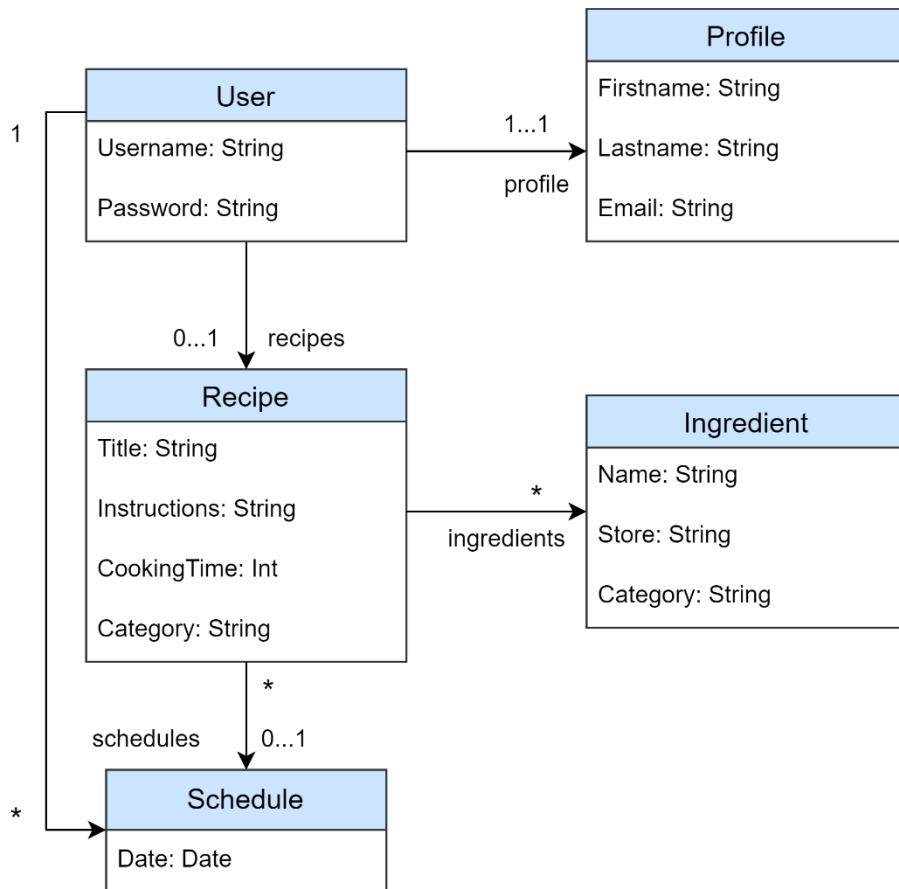 Profile
Firstname: String
Lastname: String
Email: String
User
Username: String
Password: String
1
1...1
profile
0...1
recipes
Recipe
Title: String
Instructions: String
CookingTime: Int
Category: String
*
ingredients
Ingredient
Name: String
Store: String
Category: String
*
schedules
0...1
*
Schedule
Date: Date